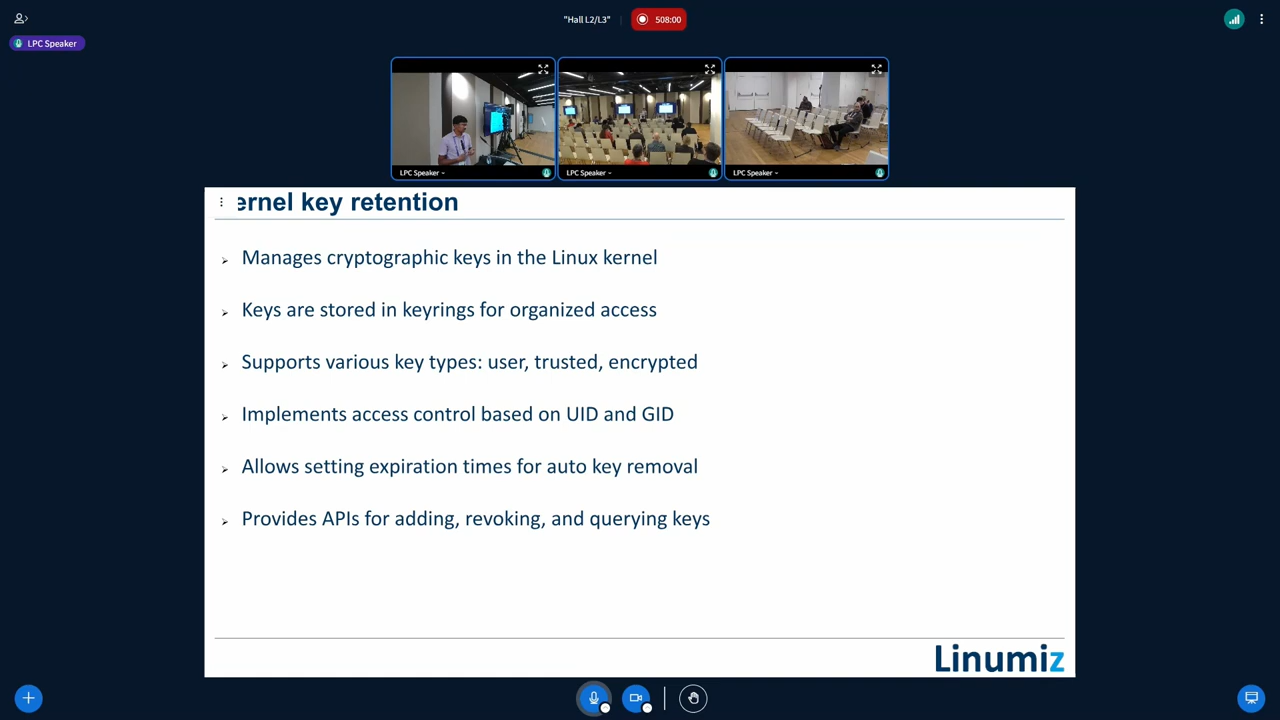 "Hall L2/L3"
508:00
LPC Speaker
LPC Speaker
LPC Speaker
LPC Speaker
ernel key retention
Manages cryptographic keys in the Linux kernel
Keys are stored in keyrings for organized access
Supports various key types: user, trusted, encrypted
Implements access control based on UID and GID
Allows setting expiration times for auto key removal
Provides APIs for adding, revoking, and querying keys
Linumiz